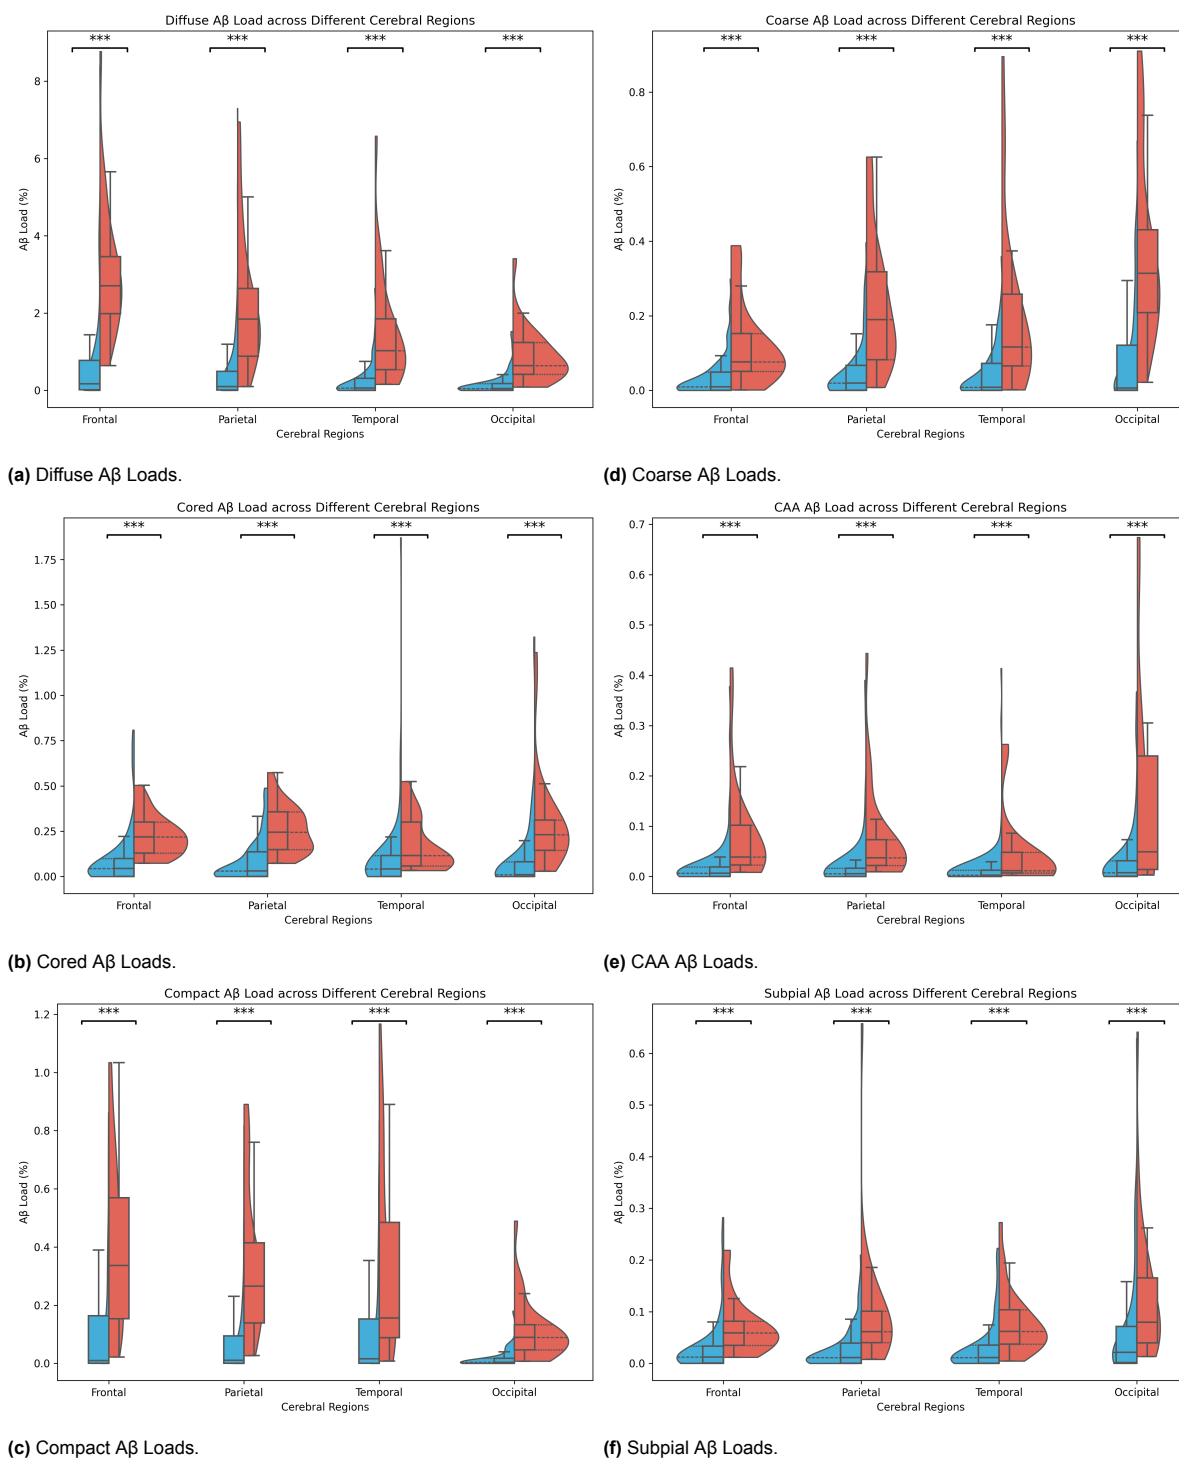 Diffuse Aβ Load across Different Cerebral Regions
*** *** *** ***
8
6
4
2
0
Aβ Load (%)
Frontal Parietal Temporal Occipital
Cerebral Regions
(a) Diffuse Aβ Loads.
Coarse Aβ Load across Different Cerebral Regions
*** *** *** ***
0.8
0.6
0.4
0.2
0.0
Aβ Load (%)
Frontal Parietal Temporal Occipital
Cerebral Regions
(d) Coarse Aβ Loads.
Cored Aβ Load across Different Cerebral Regions
*** *** *** ***
1.75
1.50
1.25
1.00
0.75
0.50
0.25
0.00
Aβ Load (%)
Frontal Parietal Temporal Occipital
Cerebral Regions
(b) Cored Aβ Loads.
CAA Aβ Load across Different Cerebral Regions
*** *** *** ***
0.7
0.6
0.5
0.4
0.3
0.2
0.1
0.0
Aβ Load (%)
Frontal Parietal Temporal Occipital
Cerebral Regions
(e) CAA Aβ Loads.
Compact Aβ Load across Different Cerebral Regions
*** *** *** ***
1.2
1.0
0.8
0.6
0.4
0.2
0.0
Aβ Load (%)
Frontal Parietal Temporal Occipital
Cerebral Regions
(c) Compact Aβ Loads.
Subpial Aβ Load across Different Cerebral Regions
*** *** *** ***
0.6
0.5
0.4
0.3
0.2
0.1
0.0
Aβ Load (%)
Frontal Parietal Temporal Occipital
Cerebral Regions
(f) Subpial Aβ Loads.